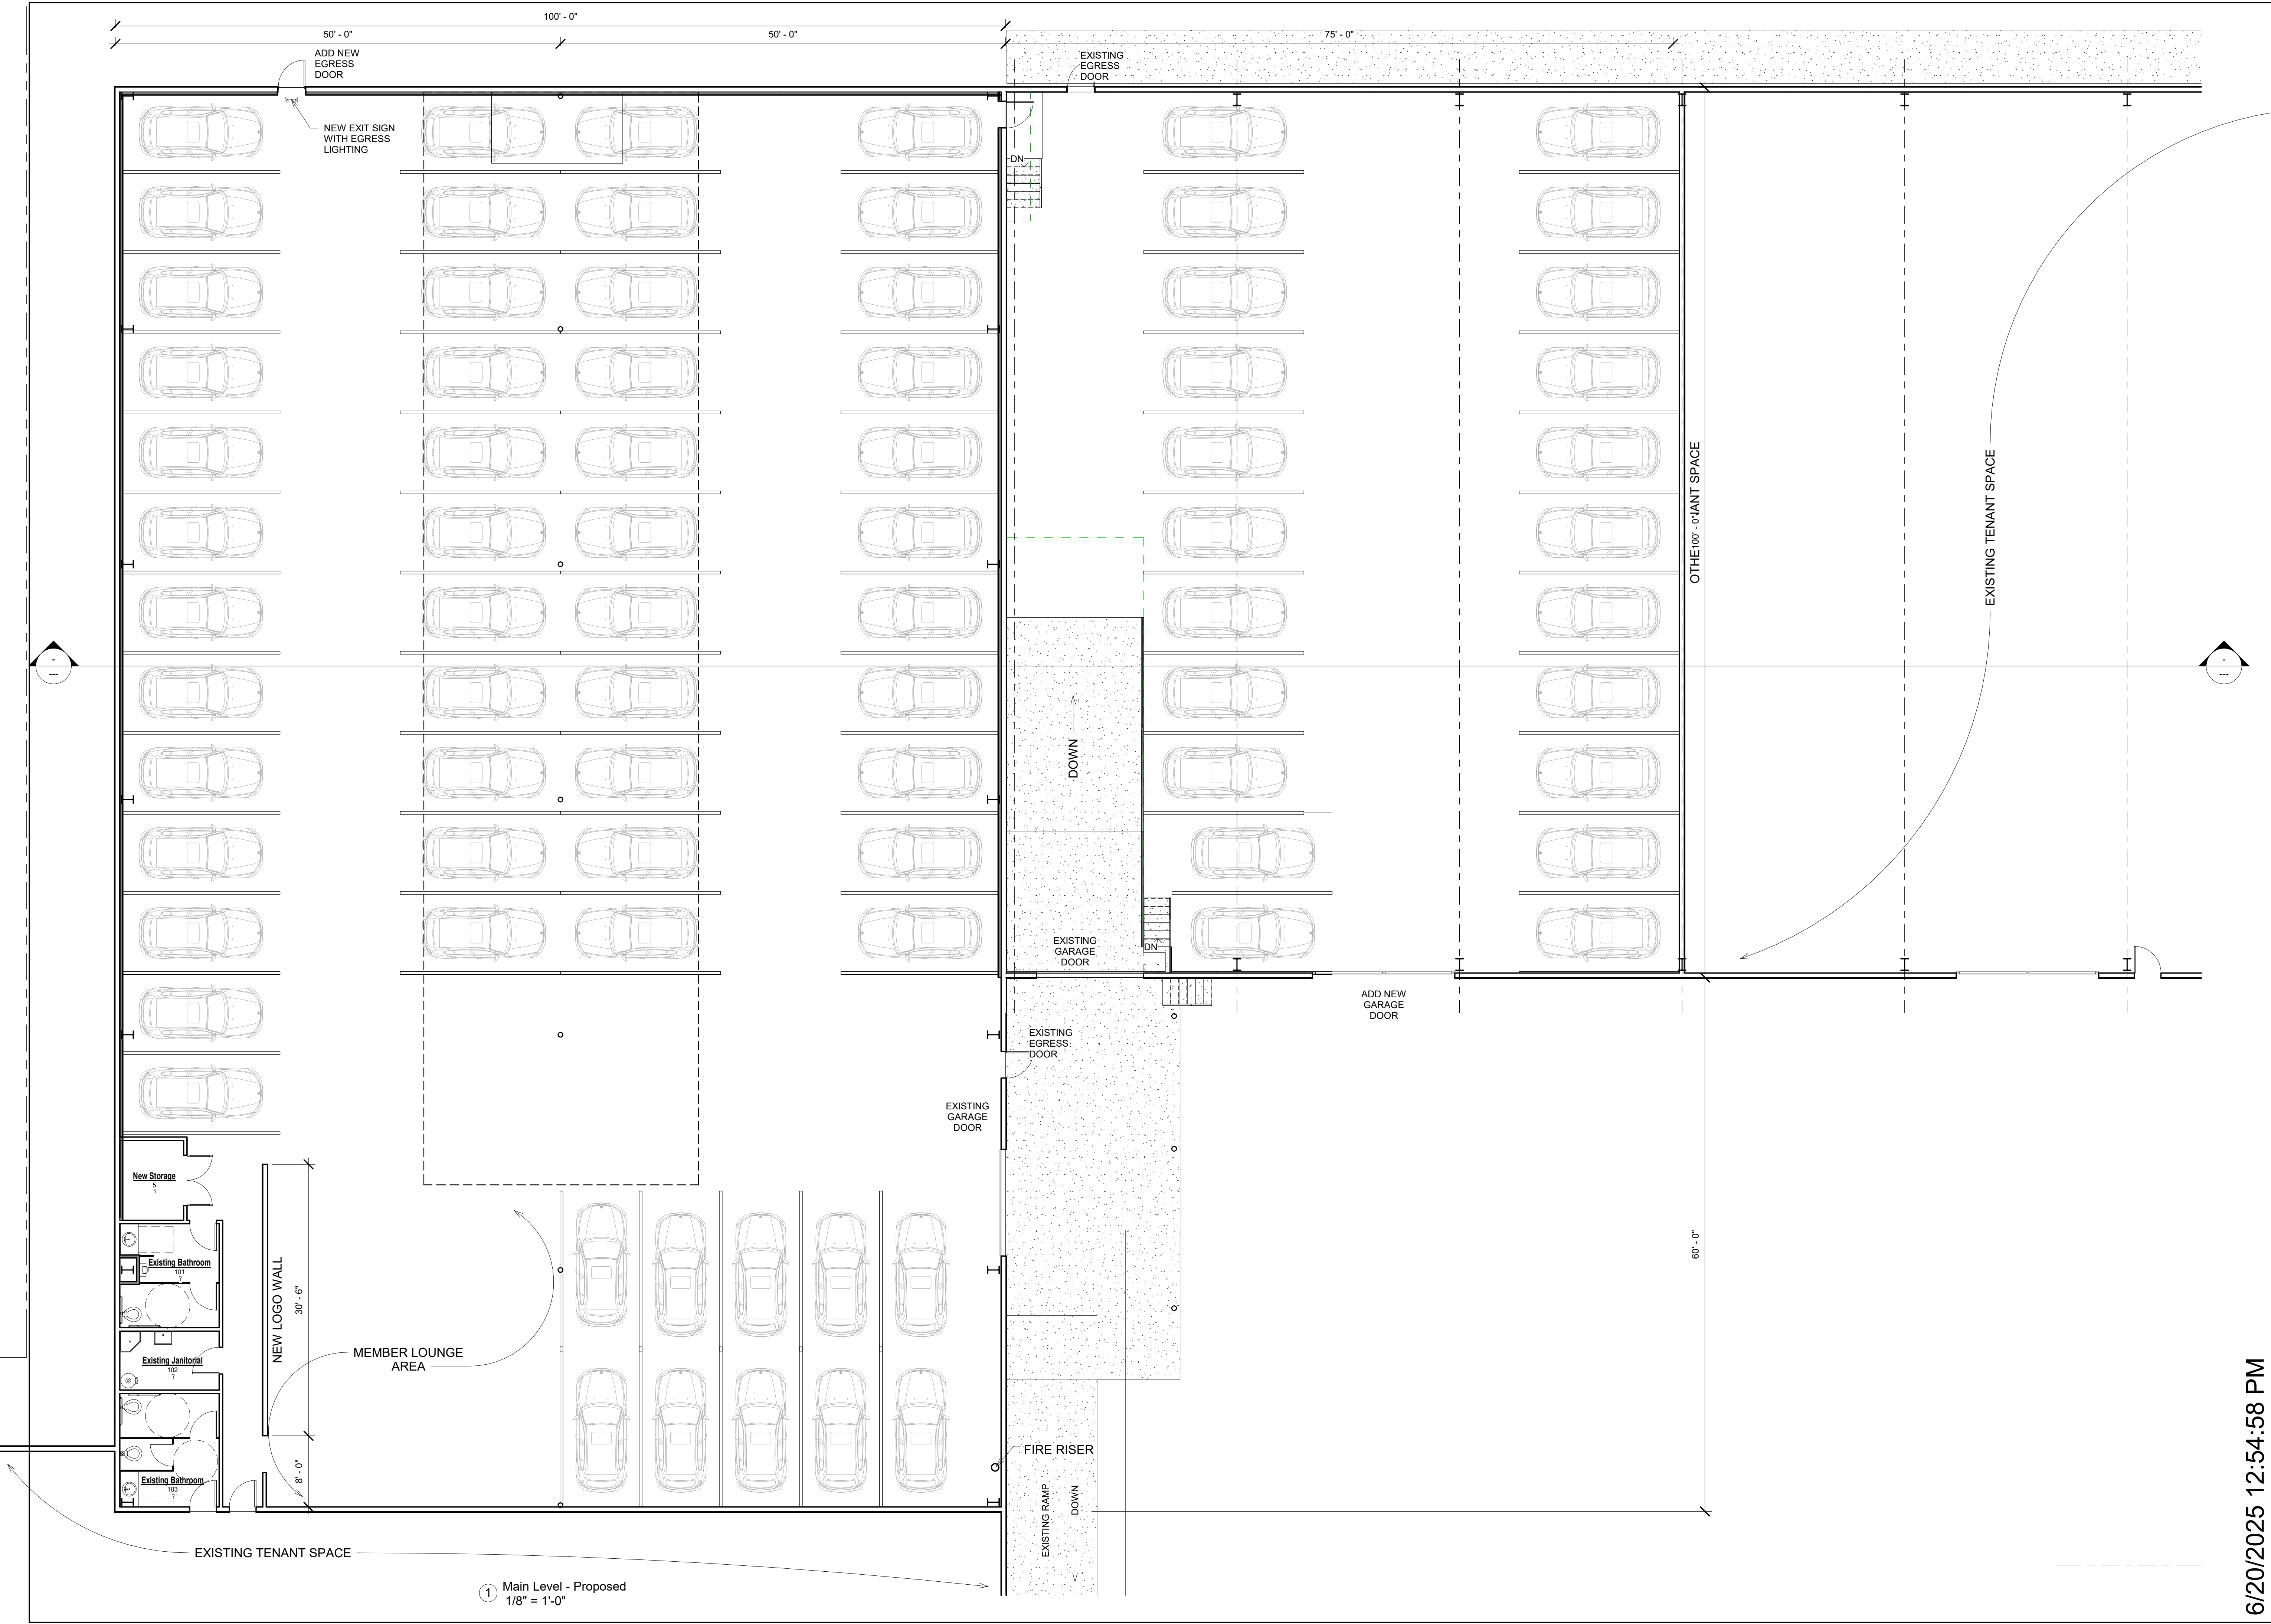 100' - 0"
50' - 0"
50' - 0"
75' - 0"
ADD NEW
EGRESS
DOOR
EXISTING
EGRESS
DOOR
NEW EXIT SIGN
WITH EGRESS
LIGHTING
DN
OTHE
100' - 0"
ANT SPACE
EXISTING TENANT SPACE
-
---
-
---
DOWN
EXISTING
GARAGE
DOOR
DN
ADD NEW
GARAGE
DOOR
EXISTING
EGRESS
DOOR
EXISTING
GARAGE
DOOR
New Storage
5
?
Existing Bathroom
101
?
NEW LOGO WALL
30' - 6"
60' - 0"
MEMBER LOUNGE
AREA
Existing Janitorial
102
?
FIRE RISER
8' - 0"
Existing Bathroom
103
?
EXISTING RAMP
DOWN
EXISTING TENANT SPACE
1
Main Level - Proposed
1/8" = 1'-0"
6/20/2025 12:54:58 PM